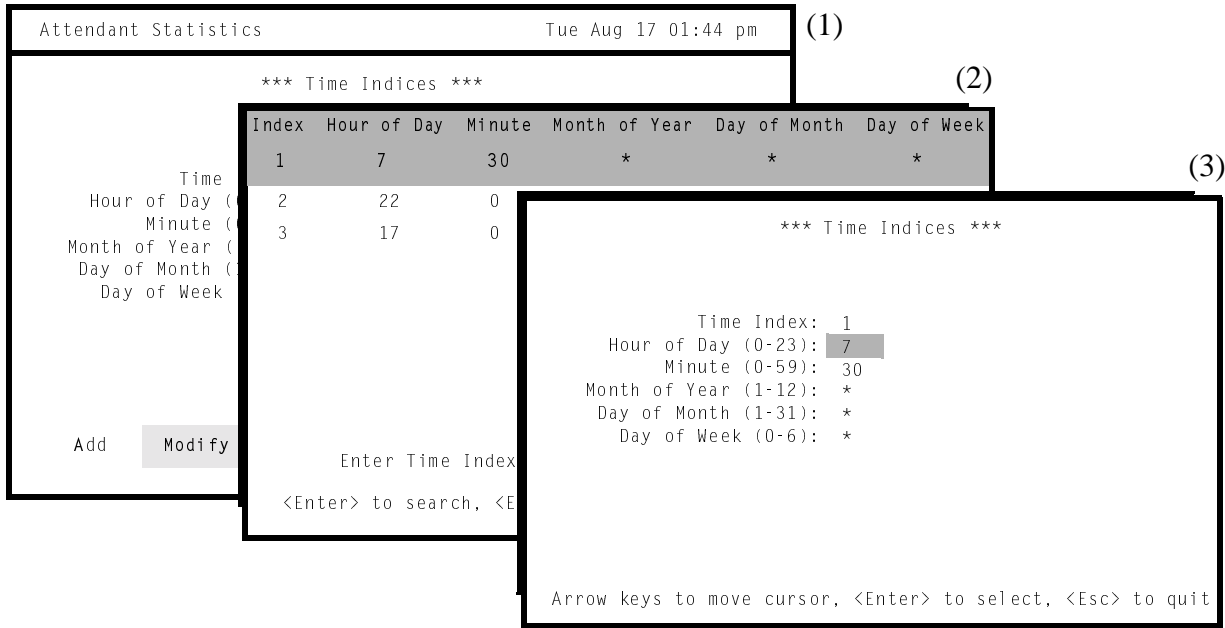 Attendant Statistics Tue Aug 17 01:44 pm (1)
*** Time Indices ***
Time
Hour of Day (
Minute (
Month of Year (
Day of Month (
Day of Week
Add Modify
(2)
Index Hour of Day Minute Month of Year Day of Month Day of Week
1 7 30 * * *
2 22 0
3 17 0
Enter Time Index
<Enter> to search, <E
(3)
*** Time Indices ***
Time Index: 1
Hour of Day (0-23): 7
Minute (0-59): 30
Month of Year (1-12): *
Day of Month (1-31): *
Day of Week (0-6): *
Arrow keys to move cursor, <Enter> to select, <Esc> to quit